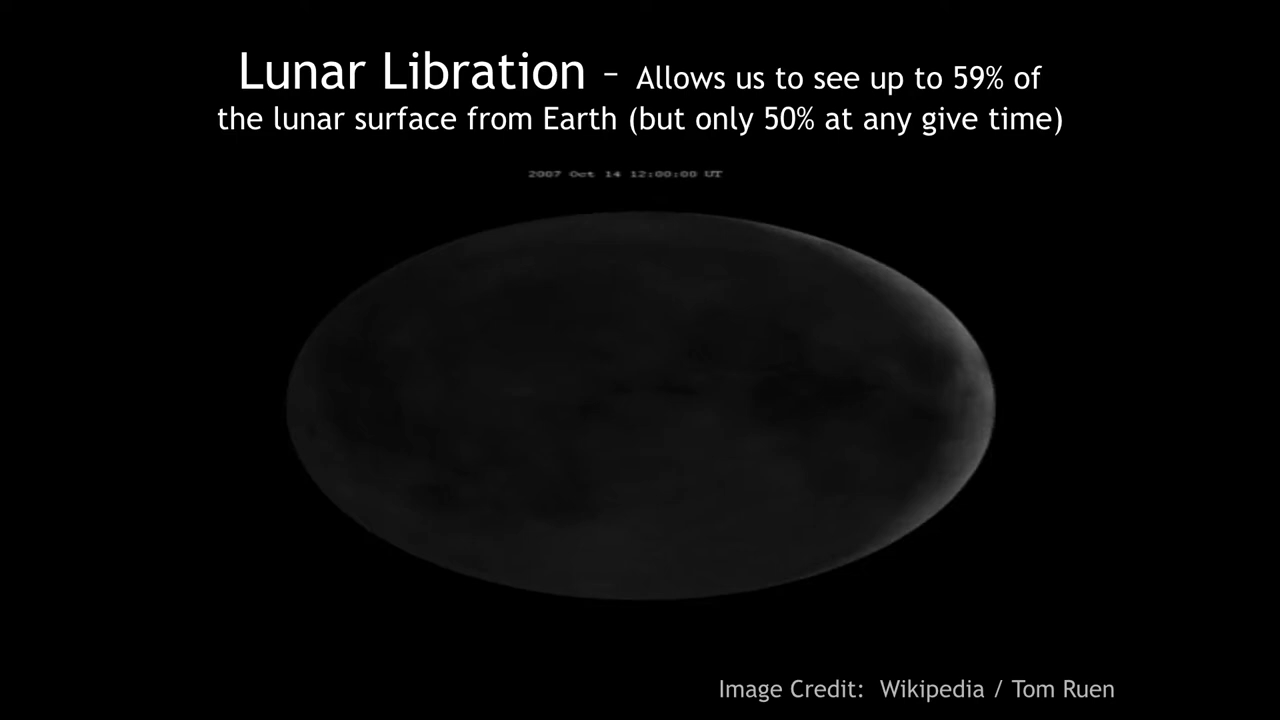 Lunar Libration – Allows us to see up to 59% of
the lunar surface from Earth (but only 50% at any give time)
2007 Oct 14 12:00:00 UT
Image Credit:  Wikipedia / Tom Ruen